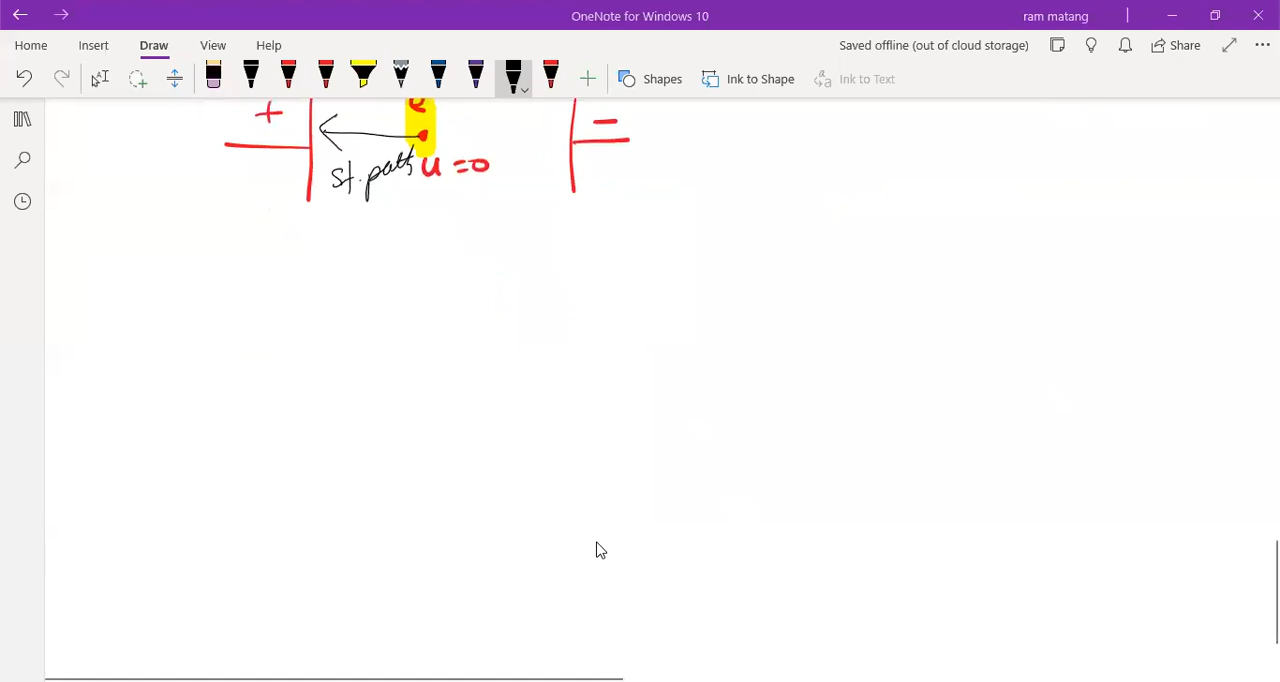 OneNote for Windows 10
ram matang
Home Insert Draw View Help
Saved offline (out of cloud storage)
Share
Shapes
Ink to Shape
Ink to Text
+
e
−
st. path
u = 0